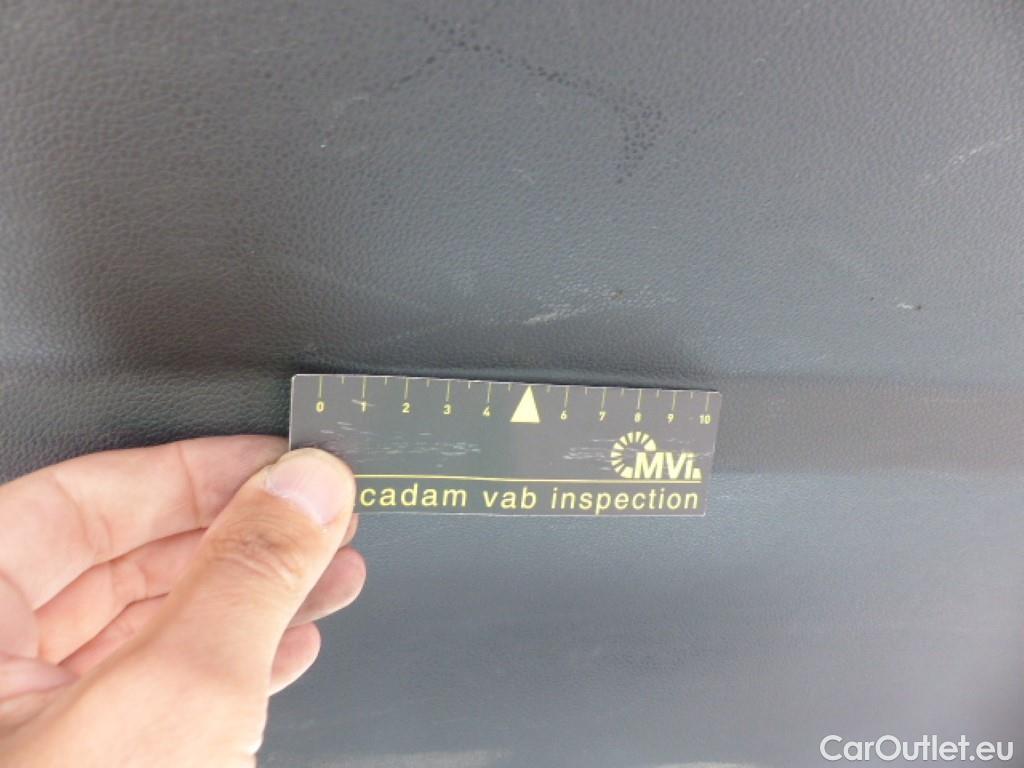 0 1 2 3 4 6 7 8 9 10
MVi.
cadam vab inspection
CarOutlet.eu